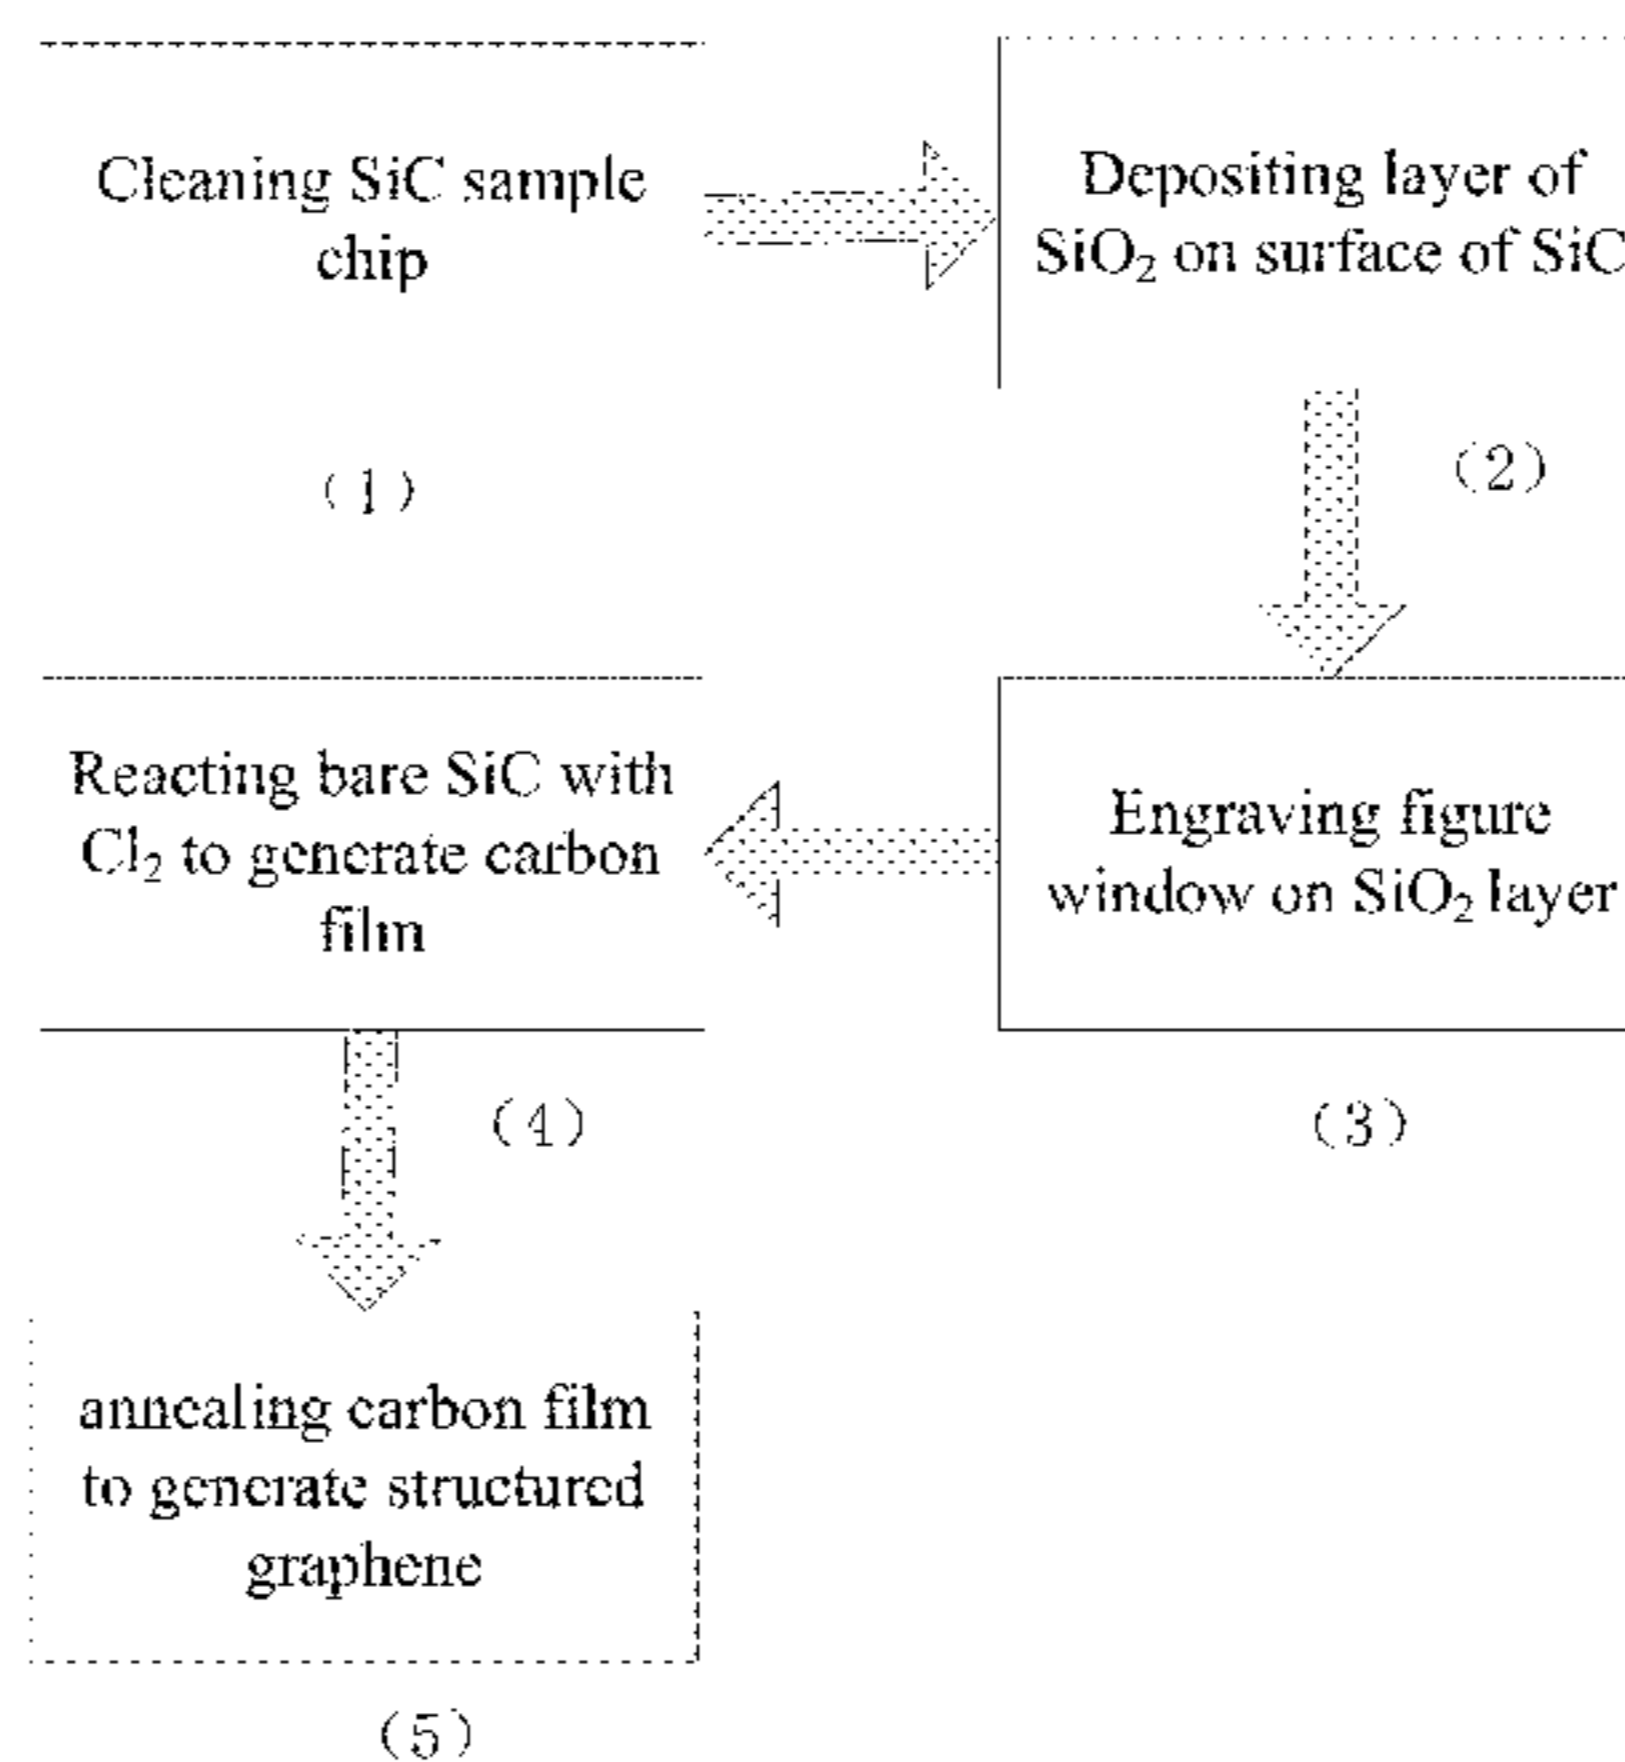 Cleaning SiC sample
chip
(1)
Depositing layer of
SiO₂ on surface of SiC
(2)
Engraving figure
window on SiO₂ layer
(3)
Reacting bare SiC with
Cl₂ to generate carbon
film
(4)
annealing carbon film
to generate structured
graphene
(5)